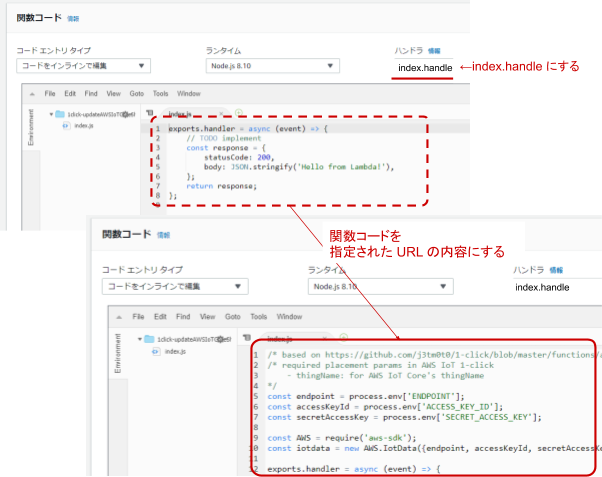 関数コード 情報
コード エントリ タイプ
ランタイム
ハンドラ 情報
コードをインラインで編集
Node.js 8.10
index.handle
←index.handle にする
File Edit Find View Goto Tools Window
Environment
index.js
index.js
1 exports.handler = async (event) => {
2 // TODO implement
3 const response = {
4 statusCode: 200,
5 body: JSON.stringify('Hello from Lambda!'),
6 };
7 return response;
8 };
関数コードを
指定された URL の内容にする
関数コード 情報
コード エントリ タイプ
ランタイム
ハンドラ 情報
コードをインラインで編集
Node.js 8.10
index.handle
File Edit Find View Goto Tools Window
Environment
index.js
index.js
1 /* based on https://github.com/j3tm0t0/1-click/blob/master/functions/
2 /* required placement params in AWS IoT 1-click
3 - thingName: for AWS IoT Core's thingName
4 */
5 const endpoint = process.env['ENDPOINT'];
6 const accessKeyId = process.env['ACCESS_KEY_ID'];
7 const secretAccessKey = process.env['SECRET_ACCESS_KEY'];
8
9 const AWS = require('aws-sdk');
10 const iotdata = new AWS.IotData({endpoint, accessKeyId, secretAccessKe
11
12 exports.handler = async (event) => {